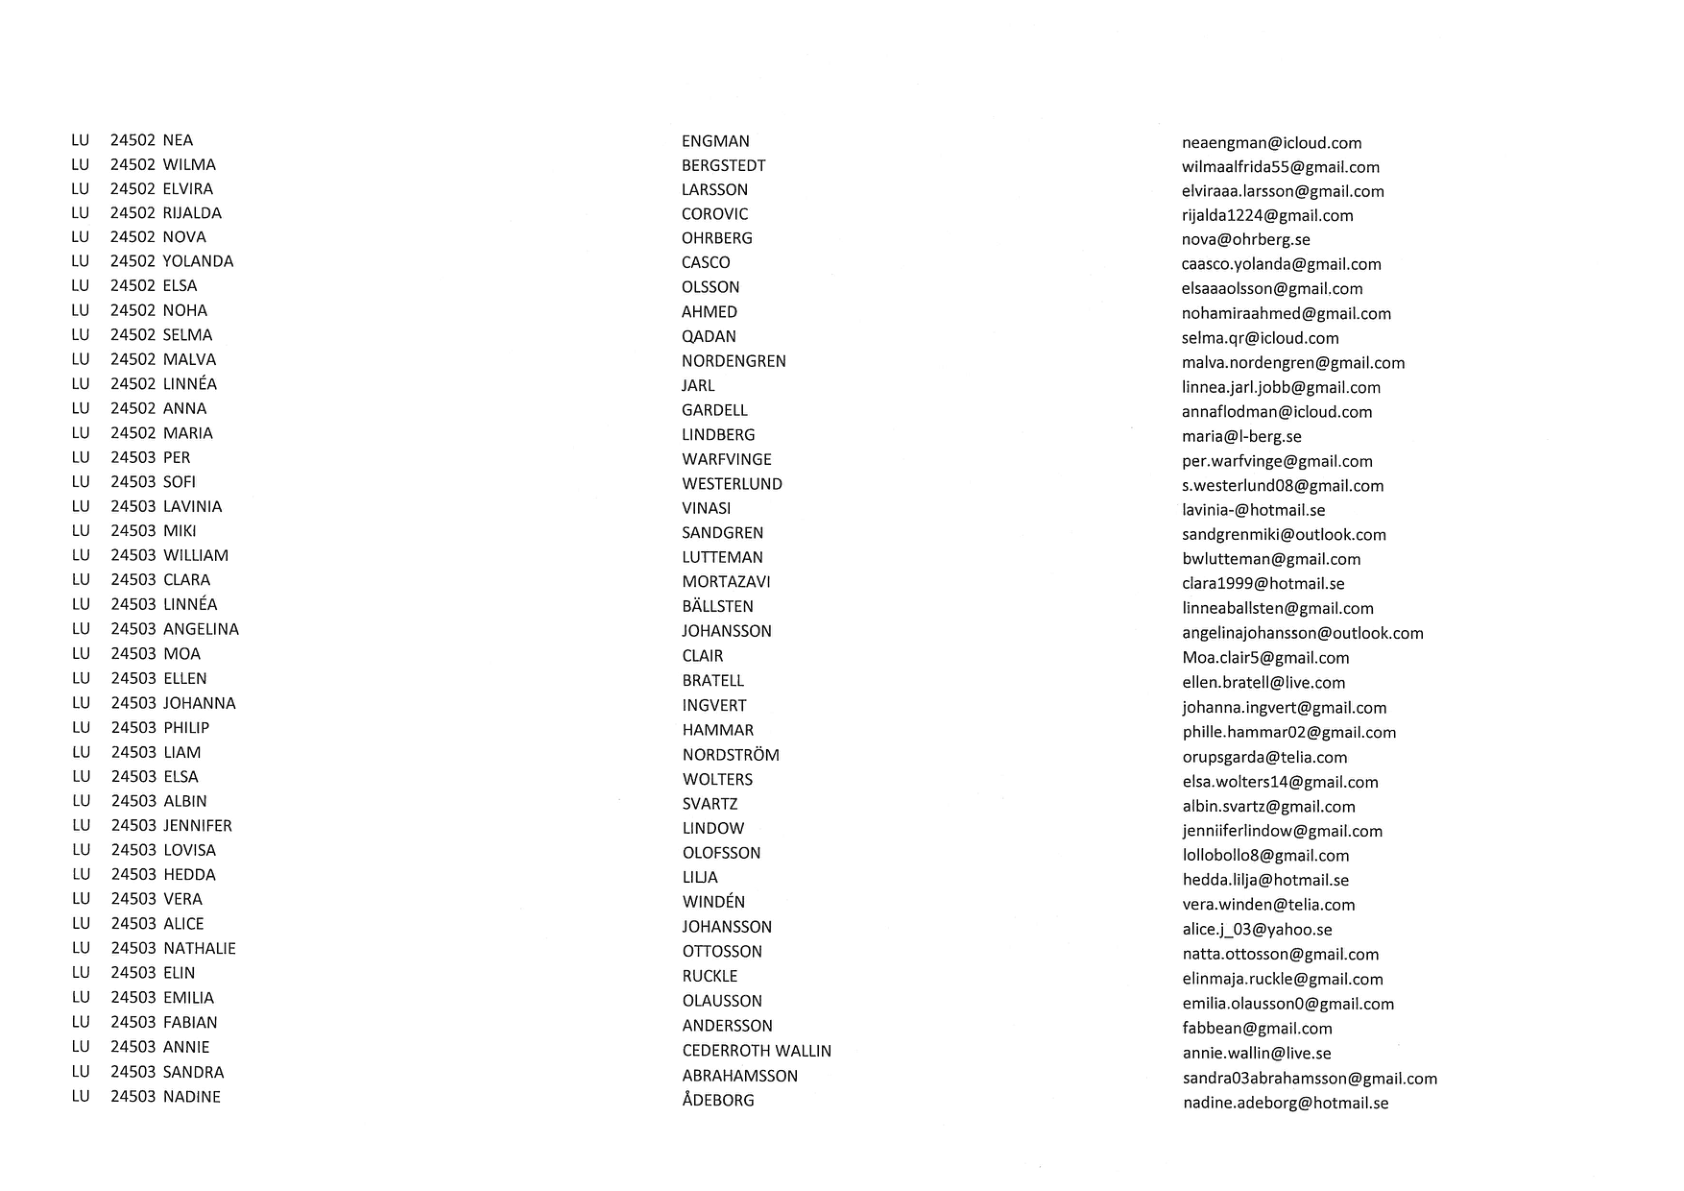 LU 24502 NEA ENGMAN neaengman@icloud.com
LU 24502 WILMA BERGSTEDT wilmaalfrida55@gmail.com
LU 24502 ELVIRA LARSSON elviraaa.larsson@gmail.com
LU 24502 RIJALDA COROVIC rijalda1224@gmail.com
LU 24502 NOVA OHRBERG nova@ohrberg.se
LU 24502 YOLANDA CASCO caasco.yolanda@gmail.com
LU 24502 ELSA OLSSON elsaaaolsson@gmail.com
LU 24502 NOHA AHMED nohamiraahmed@gmail.com
LU 24502 SELMA QADAN selma.qr@icloud.com
LU 24502 MALVA NORDENGREN malva.nordengren@gmail.com
LU 24502 LINNÉA JARL linnea.jarl.jobb@gmail.com
LU 24502 ANNA GARDELL annaflodman@icloud.com
LU 24502 MARIA LINDBERG maria@l-berg.se
LU 24503 PER WARFVINGE per.warfvinge@gmail.com
LU 24503 SOFI WESTERLUND s.westerlund08@gmail.com
LU 24503 LAVINIA VINASI lavinia-@hotmail.se
LU 24503 MIKI SANDGREN sandgrenmiki@outlook.com
LU 24503 WILLIAM LUTTEMAN bwlutteman@gmail.com
LU 24503 CLARA MORTAZAVI clara1999@hotmail.se
LU 24503 LINNÉA BÄLLSTEN linneaballsten@gmail.com
LU 24503 ANGELINA JOHANSSON angelinajohansson@outlook.com
LU 24503 MOA CLAIR Moa.clair5@gmail.com
LU 24503 ELLEN BRATELL ellen.bratell@live.com
LU 24503 JOHANNA INGVERT johanna.ingvert@gmail.com
LU 24503 PHILIP HAMMAR phille.hammar02@gmail.com
LU 24503 LIAM NORDSTRÖM orupsgarda@telia.com
LU 24503 ELSA WOLTERS elsa.wolters14@gmail.com
LU 24503 ALBIN SVARTZ albin.svartz@gmail.com
LU 24503 JENNIFER LINDOW jenniiferlindow@gmail.com
LU 24503 LOVISA OLOFSSON lollobollo8@gmail.com
LU 24503 HEDDA LILJA hedda.lilja@hotmail.se
LU 24503 VERA WINDÉN vera.winden@telia.com
LU 24503 ALICE JOHANSSON alice.j_03@yahoo.se
LU 24503 NATHALIE OTTOSSON natta.ottosson@gmail.com
LU 24503 ELIN RUCKLE elinmaja.ruckle@gmail.com
LU 24503 EMILIA OLAUSSON emilia.olausson0@gmail.com
LU 24503 FABIAN ANDERSSON fabbean@gmail.com
LU 24503 ANNIE CEDERROTH WALLIN annie.wallin@live.se
LU 24503 SANDRA ABRAHAMSSON sandra03abrahamsson@gmail.com
LU 24503 NADINE ÅDEBORG nadine.adeborg@hotmail.se